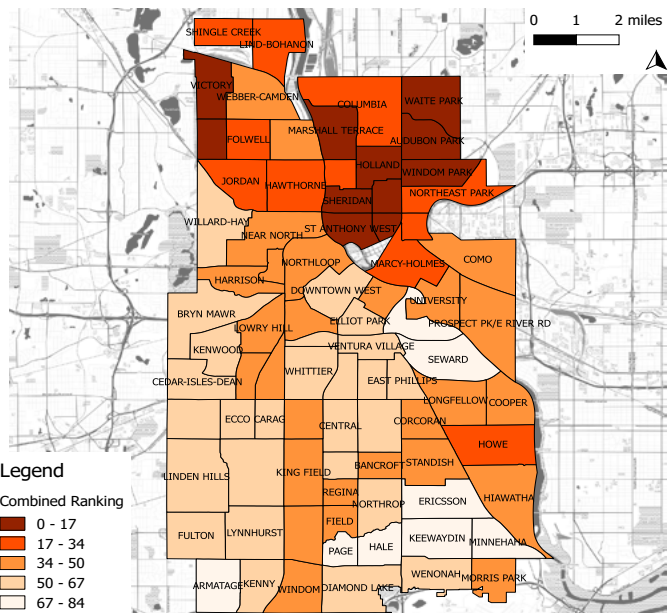 0 1 2 miles
SHINGLE CREEK
LIND-BOHANON
VICTORY
WEBBER-CAMDEN
COLUMBIA
WAITE PARK
FOLWELL
MARSHALL TERRACE
AUDUBON PARK
HOLLAND
WINDOM PARK
JORDAN
HAWTHORNE
NORTHEAST PARK
SHERIDAN
WILLARD-HAY
NEAR NORTH
ST ANTHONY WEST
NORTHLOOP
MARCY-HOLMES
COMO
HARRISON
DOWNTOWN WEST
UNIVERSITY
BRYN MAWR
LOWRY HILL
ELLIOT PARK
PROSPECT PK/E RIVER RD
KENWOOD
VENTURA VILLAGE
SEWARD
WHITTIER
CEDAR-ISLES-DEAN
EAST PHILLIPS
LONGFELLOW
COOPER
ECCO
CARAG
CENTRAL
CORCORAN
HOWE
LINDEN HILLS
KING FIELD
BANCROFT
STANDISH
REGINA
NORTHROP
ERICSSON
HIAWATHA
FULTON
LYNNHURST
FIELD
PAGE
HALE
KEEWAYDIN
MINNEHAHA
ARMATAGE
KENNY
WINDOM
DIAMOND LAKE
WENONAH
MORRIS PARK
Legend
Combined Ranking
0 - 17
17 - 34
34 - 50
50 - 67
67 - 84